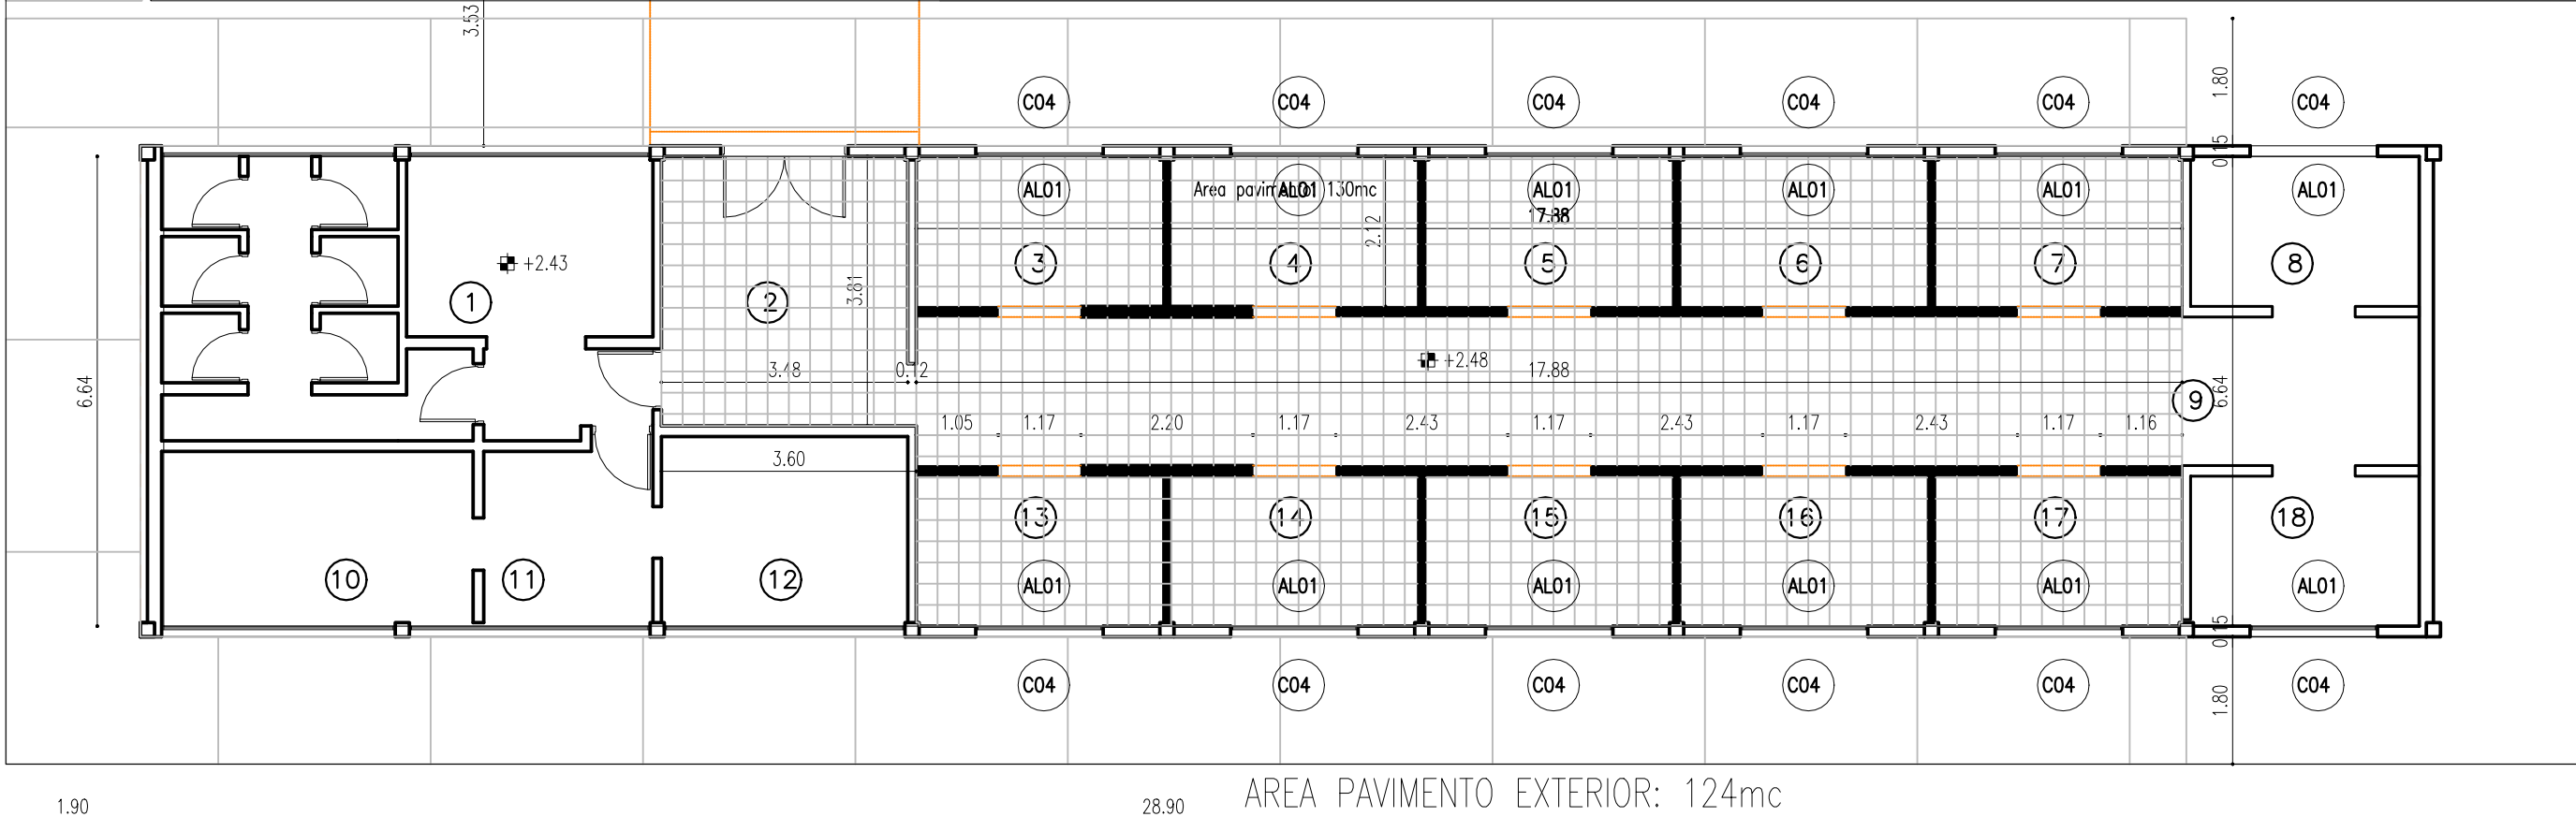 3.53
1.80
C04 C04 C04 C04 C04 C04
0.15
AL01 AL01 AL01 AL01 AL01 AL01
Area pavimento 130mc
17.88
2.12
+2.43
3 4 5 6 7 8
1 2
3.81
+2.48
3.48 0.12 17.88
6.64
6.64
9
1.05 1.17 2.20 1.17 2.43 1.17 2.43 1.17 2.43 1.17 1.16
3.60
13 14 15 16 17 18
10 11 12
AL01 AL01 AL01 AL01 AL01 AL01
0.15
C04 C04 C04 C04 C04 C04
1.80
AREA PAVIMENTO EXTERIOR: 124mc
1.90 28.90